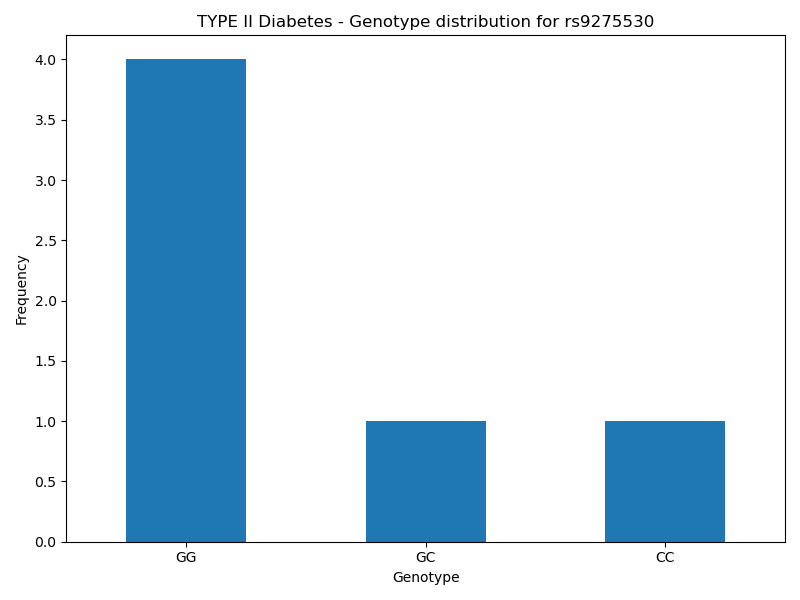 TYPE II Diabetes - Genotype distribution for rs9275530
4.0
3.5
3.0
2.5
2.0
1.5
1.0
0.5
0.0
Frequency
GG GC CC
Genotype